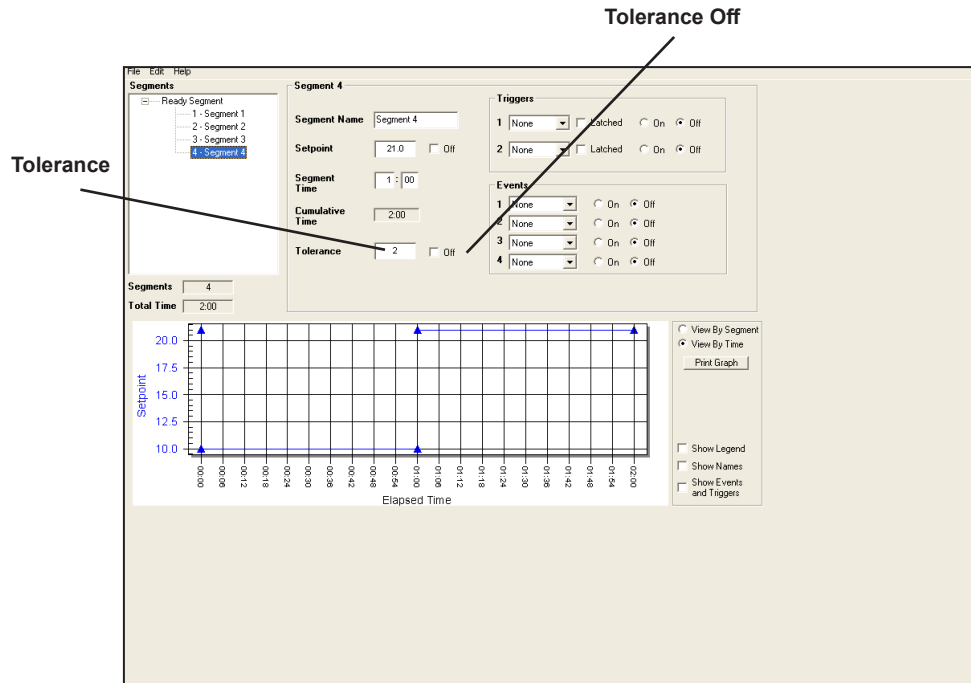 Tolerance Off
File Edit Help
Segments
Ready Segment
1 - Segment 1
2 - Segment 2
3 - Segment 3
4 - Segment 4
Tolerance
Segments 4
Total Time 2:00
Segment 4
Segment Name Segment 4
Setpoint 21.0 Off
Segment
Time 1 : 00
Cumulative
Time 2:00
Tolerance 2 Off
Triggers
1 None Latched On Off
2 None Latched On Off
Events
1 None On Off
2 None On Off
3 None On Off
4 None On Off
Setpoint
20.0
17.5
15.0
12.5
10.0
00:00 00:06 00:12 00:18 00:24 00:30 00:36 00:42 00:48 00:54 01:00 01:06 01:12 01:18 01:24 01:30 01:36 01:42 01:48 01:54 02:00
Elapsed Time
View By Segment
View By Time
Print Graph
Show Legend
Show Names
Show Events
and Triggers